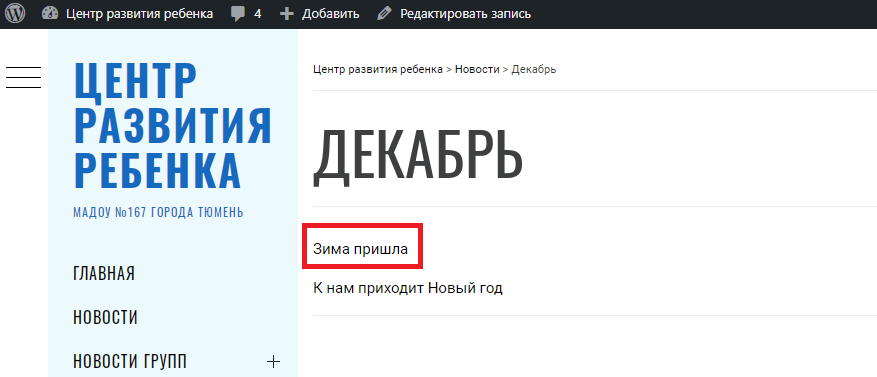 Центр развития ребенка 4 Добавить Редактировать запись
ЦЕНТР
РАЗВИТИЯ
РЕБЕНКА
МАДОУ №167 ГОРОДА ТЮМЕНЬ
ГЛАВНАЯ
НОВОСТИ
НОВОСТИ ГРУПП
Центр развития ребенка > Новости > Декабрь
ДЕКАБРЬ
Зима пришла
К нам приходит Новый год